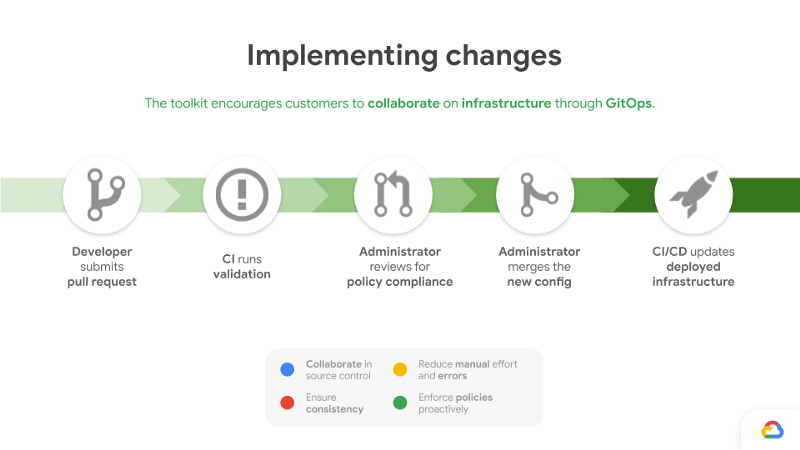 Implementing changes
The toolkit encourages customers to collaborate on infrastructure through GitOps.
Developer
submits
pull request
CI runs
validation
Administrator
reviews for
policy compliance
Administrator
merges the
new config
CI/CD updates
deployed
infrastructure
Collaborate in
source control
Reduce manual effort
and errors
Ensure
consistency
Enforce policies
proactively